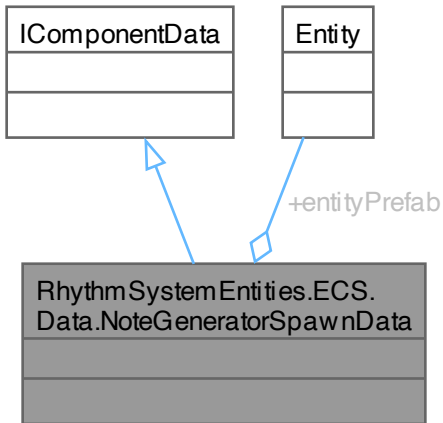 IComponentData
Entity
+entityPrefab
RhythmSystemEntities.ECS.
Data.NoteGeneratorSpawnData